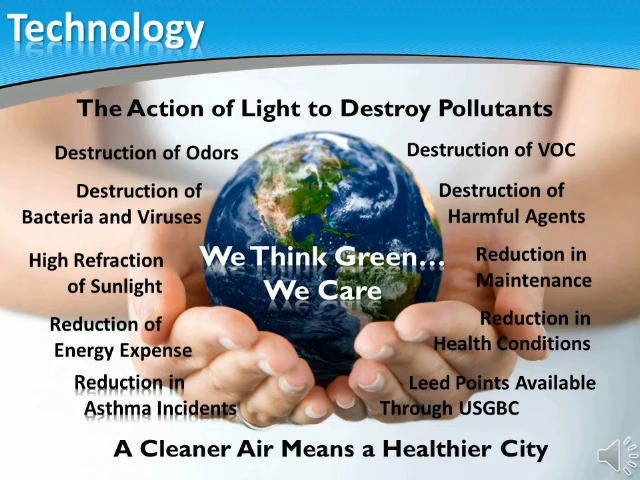 Technology
The Action of Light to Destroy Pollutants
Destruction of Odors
Destruction of VOC
Destruction of
Bacteria and Viruses
Destruction of
Harmful Agents
We Think Green...
We Care
High Refraction
of Sunlight
Reduction in
Maintenance
Reduction of
Energy Expense
Reduction in
Health Conditions
Reduction in
Asthma Incidents
Leed Points Available
Through USGBC
A Cleaner Air Means a Healthier City